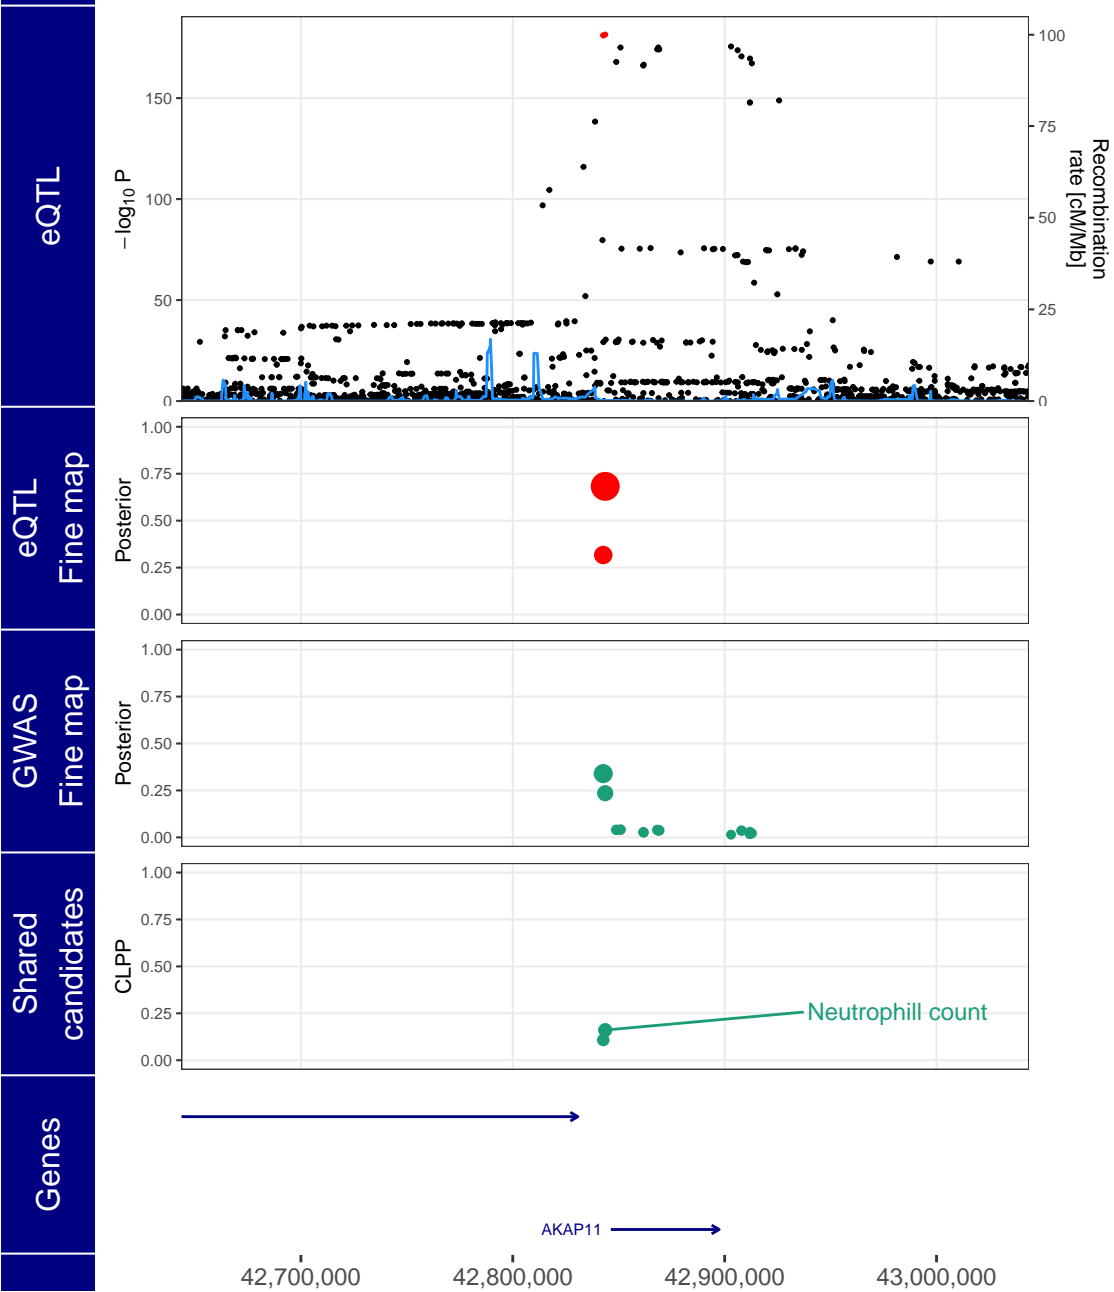 eQTL
−log10 P
150
100
50
0
100
75
50
25
0
Recombination
rate [cM/Mb]
eQTL
Fine map
Posterior
1.00
0.75
0.50
0.25
0.00
GWAS
Fine map
Posterior
1.00
0.75
0.50
0.25
0.00
Shared
candidates
CLPP
1.00
0.75
0.50
0.25
0.00
Neutrophill count
Genes
AKAP11
42,700,000
42,800,000
42,900,000
43,000,000